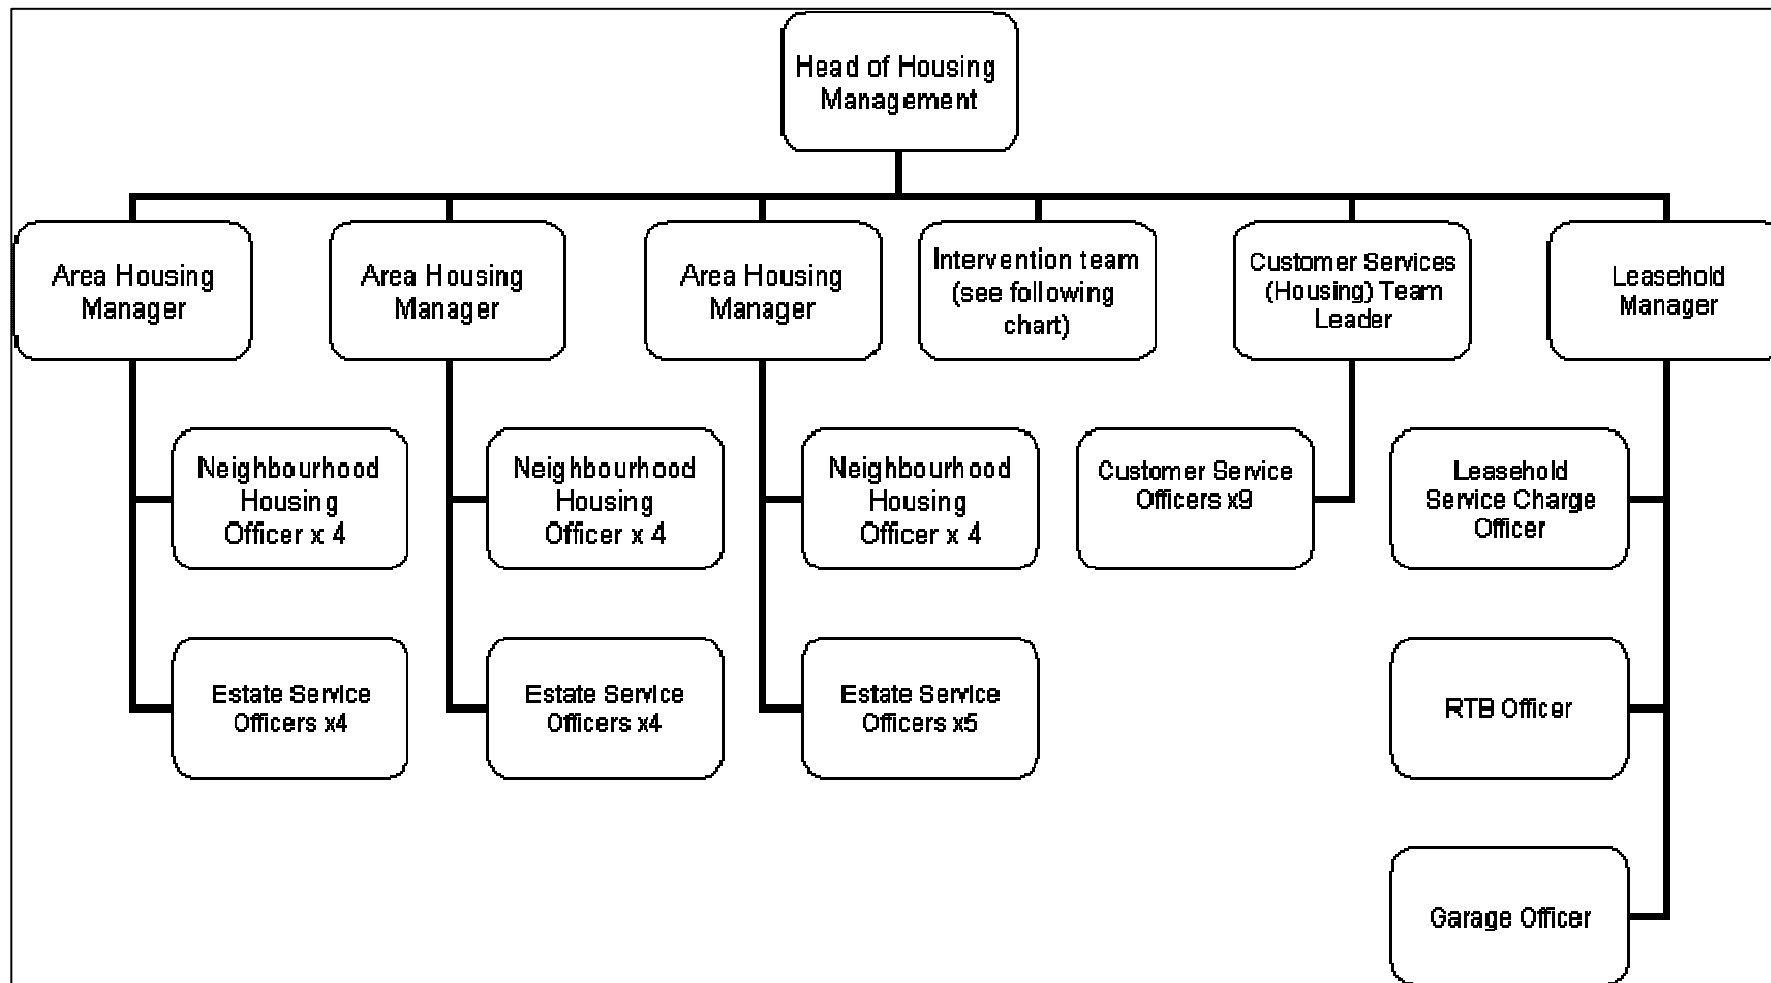 Head of Housing
Management
Area Housing
Manager
Area Housing
Manager
Area Housing
Manager
Intervention team
(see following
chart)
Customer Services
(Housing) Team
Leader
Leasehold
Manager
Neighbourhood
Housing
Officer x 4
Neighbourhood
Housing
Officer x 4
Neighbourhood
Housing
Officer x 4
Customer Service
Officers x9
Leasehold
Service Charge
Officer
Estate Service
Officers x4
Estate Service
Officers x4
Estate Service
Officers x5
RTB Officer
Garage Officer